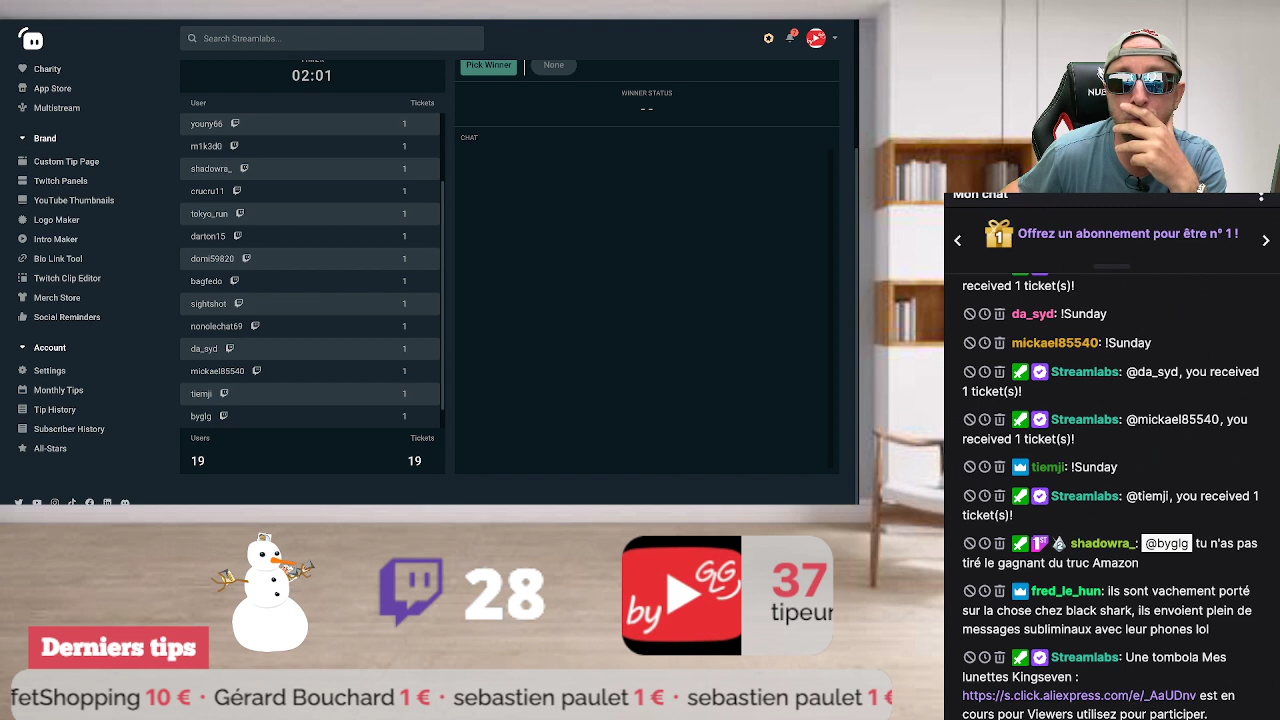 Search Streamlabs...
7
Charity
App Store
Multistream
Brand
Custom Tip Page
Twitch Panels
YouTube Thumbnails
Logo Maker
Intro Maker
Bio Link Tool
Twitch Clip Editor
Merch Store
Social Reminders
Account
Settings
Monthly Tips
Tip History
Subscriber History
All-Stars
TIMER
02:01
User Tickets
youny66 1
m1k3d0 1
shadowra_ 1
crucru11 1
tokyo_run 1
darton15 1
domi59820 1
bagfedo 1
sightshot 1
nonolechat69 1
da_syd 1
mickael85540 1
tiemji 1
byglg 1
Users Tickets
19 19
Pick Winner None
WINNER STATUS
--
CHAT
Mon chat
1 Offrez un abonnement pour être n° 1 !
received 1 ticket(s)!
da_syd: !Sunday
mickael85540: !Sunday
Streamlabs: @da_syd, you received
1 ticket(s)!
Streamlabs: @mickael85540, you
received 1 ticket(s)!
tiemji: !Sunday
Streamlabs: @tiemji, you received 1
ticket(s)!
1ST 2 shadowra_: @byglg tu n'as pas
tiré le gagnant du truc Amazon
fred_le_hun: ils sont vachement porté
sur la chose chez black shark, ils envoient plein de
messages subliminaux avec leur phones lol
Streamlabs: Une tombola Mes
lunettes Kingseven :
https://s.click.aliexpress.com/e/_AaUDnv est en
cours pour Viewers utilisez pour participer.
28
by GLG
37
tipeur
Derniers tips
fetShopping 10 € · Gérard Bouchard 1 € · sebastien paulet 1 € · sebastien paulet 1 €